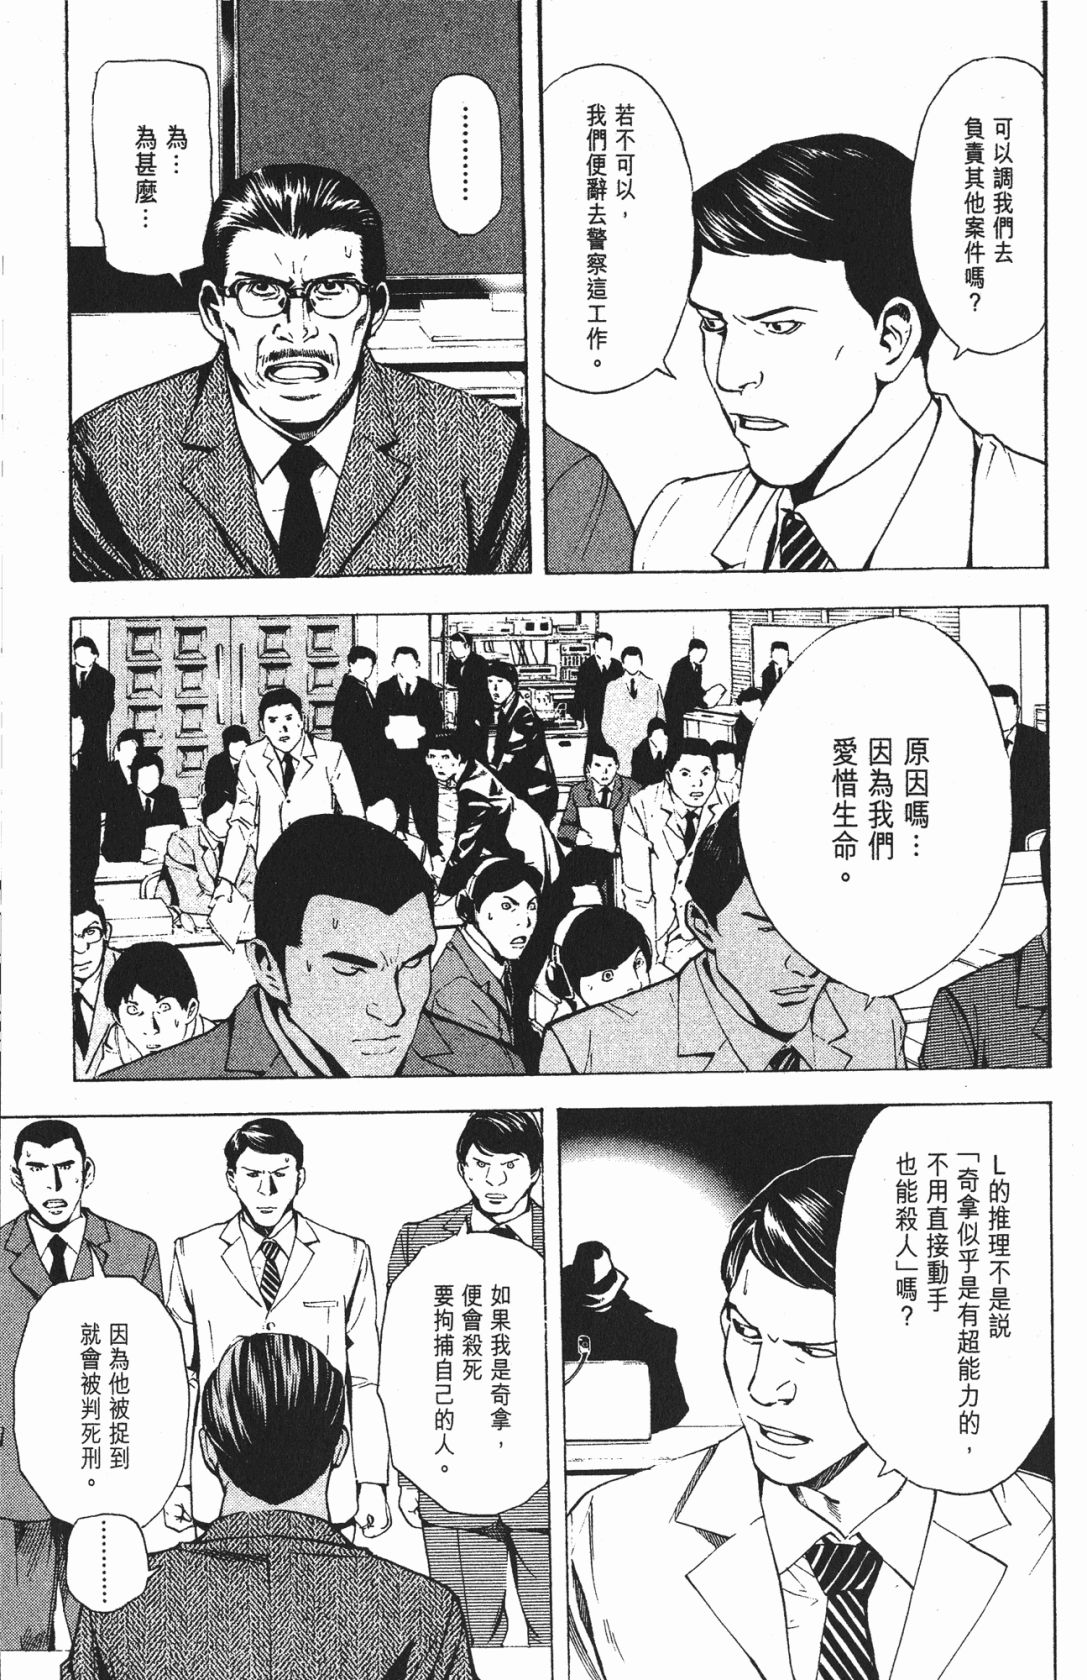 可以調我們去
負責其他案件嗎？
若不可以，
我們便辭去警察這工作。
…………
為…
為甚麼…
原因嗎…
因為我們
愛惜生命。
L的推理不是説
「奇拿似乎是有超能力的，
不用直接動手
也能殺人」嗎？
如果我是奇拿，
便會殺死
要拘捕自己的人。
因為他被捉到
就會被判死刑。
…………